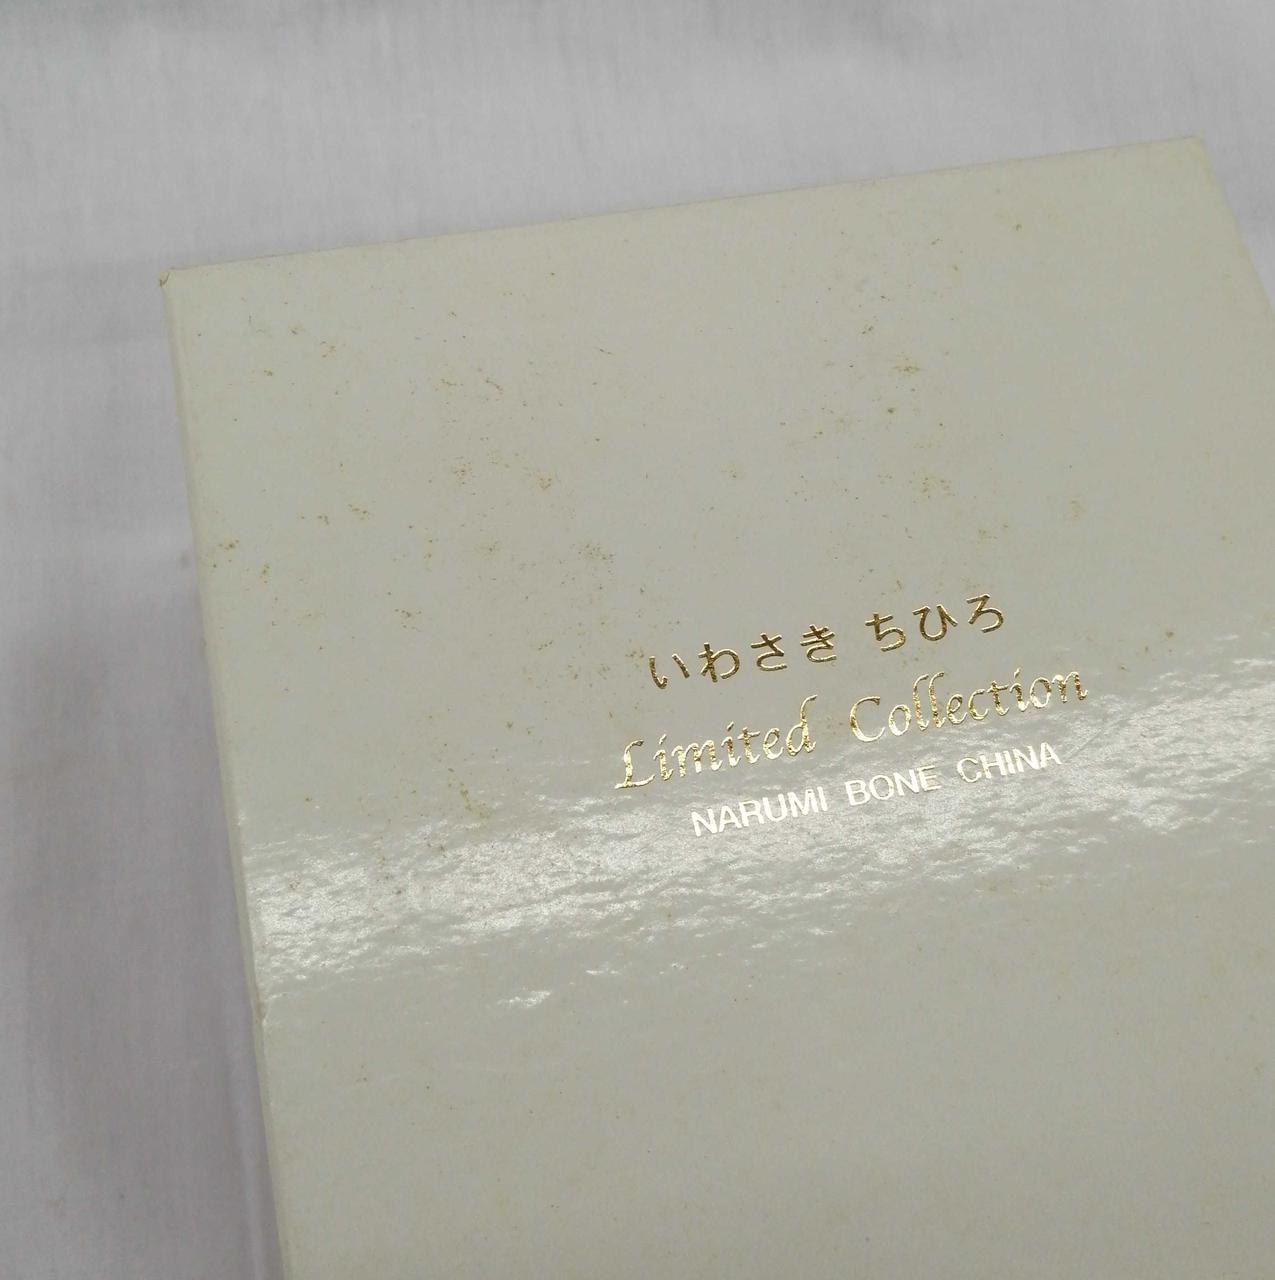 いわさき ちひろ
Limited Collection
NARUMI BONE CHINA